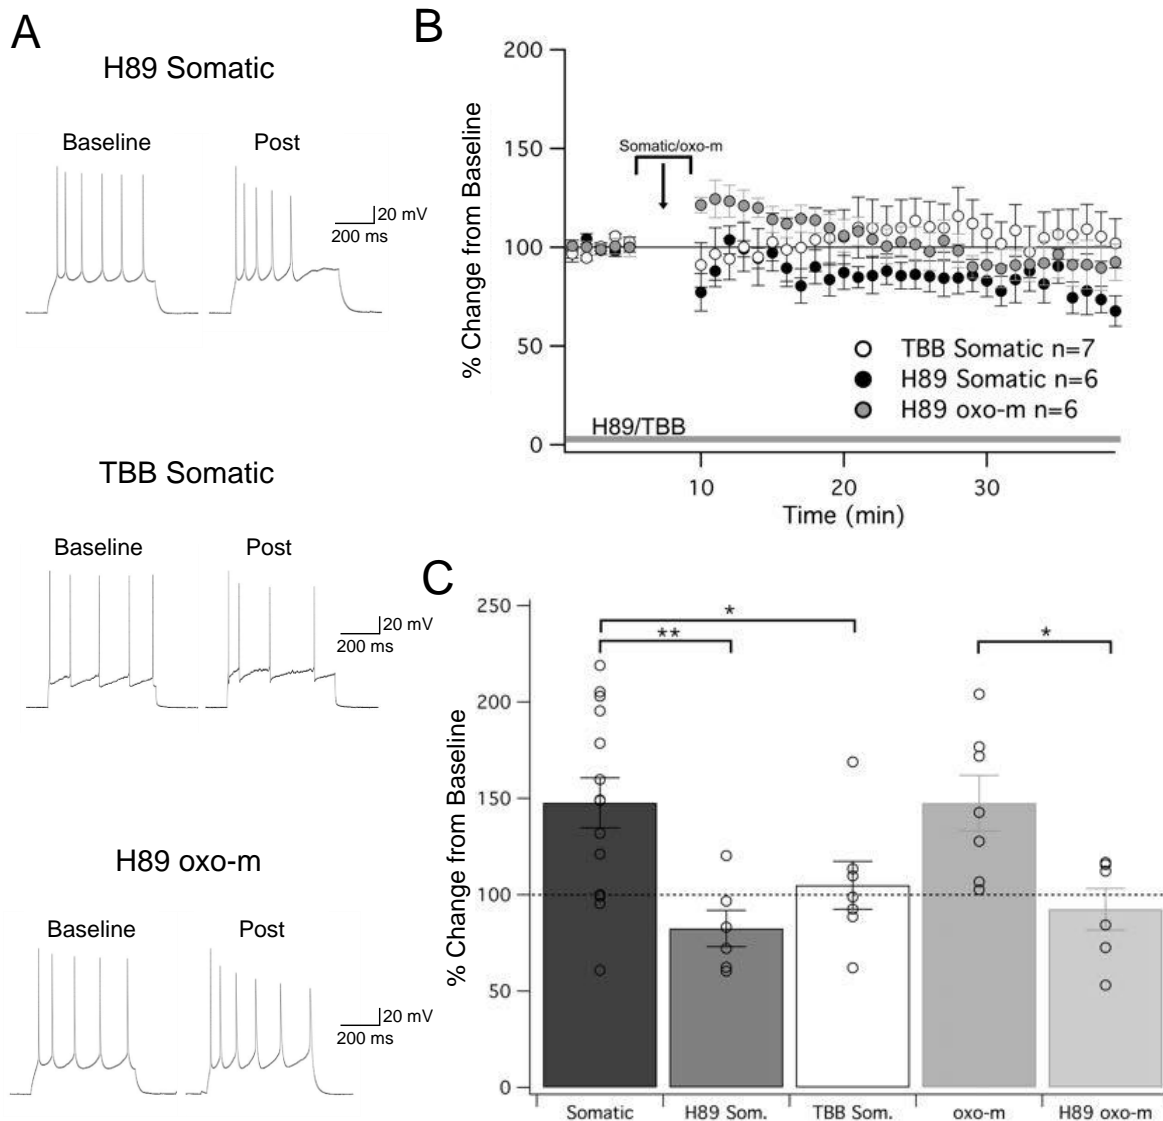 A
H89 Somatic
Baseline
Post
20 mV
200 ms
TBB Somatic
Baseline
Post
20 mV
200 ms
H89 oxo-m
Baseline
Post
20 mV
200 ms
B
% Change from Baseline
200
150
100
50
0
Somatic/oxo-m
TBB Somatic n=7
H89 Somatic n=6
H89 oxo-m n=6
H89/TBB
10 20 30
Time (min)
C
% Change from Baseline
250
200
150
100
50
0
*
**
*
Somatic H89 Som. TBB Som. oxo-m H89 oxo-m